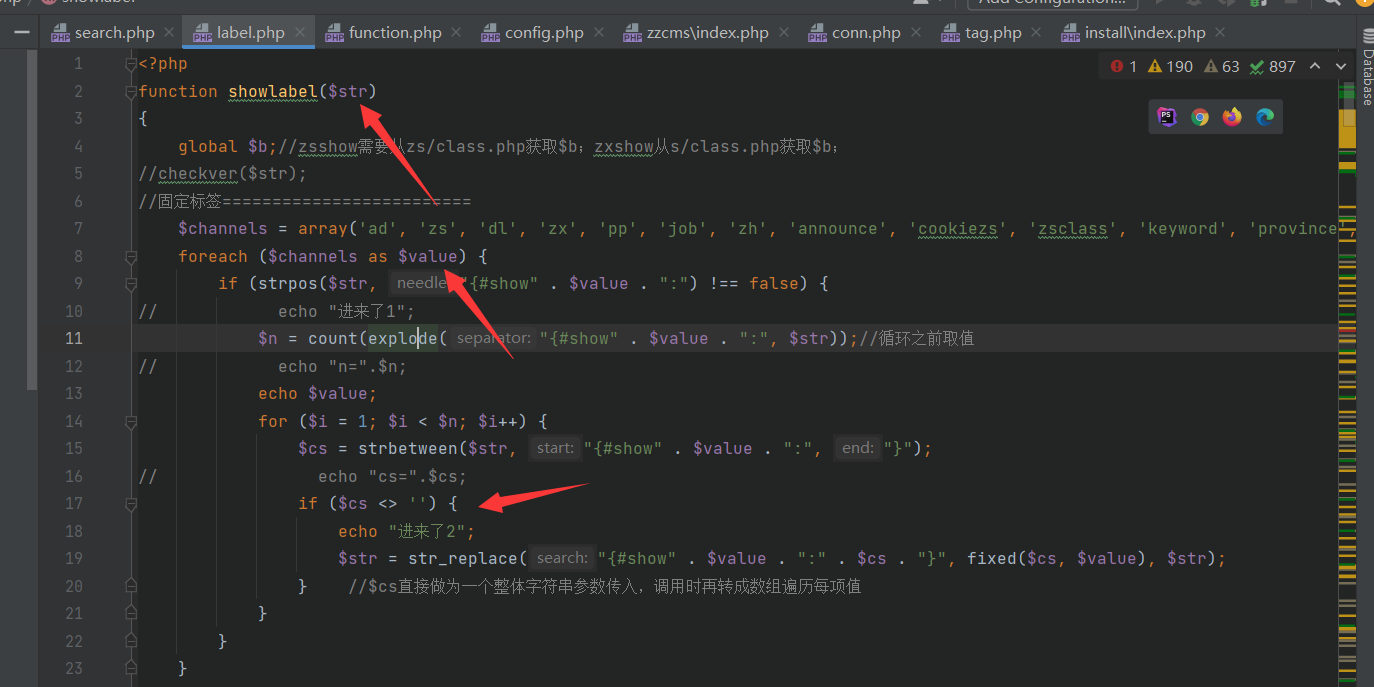 Add Configuration...
search.php
label.php
function.php
config.php
zzcms\index.php
conn.php
tag.php
install\index.php
1 190 63 897
Database
1 <?php
2 function showlabel($str)
3 {
4 global $b;//zsshow需要从zs/class.php获取$b；zxshow从s/class.php获取$b；
5 //checkver($str);
6 //固定标签=========================
7 $channels = array('ad', 'zs', 'dl', 'zx', 'pp', 'job', 'zh', 'announce', 'cookiezs', 'zsclass', 'keyword', 'province',
8 foreach ($channels as $value) {
9 if (strpos($str, needle "{#show" . $value . ":") !== false) {
10 // echo "进来了1";
11 $n = count(explode( separator: "{#show" . $value . ":", $str));//循环之前取值
12 // echo "n=".$n;
13 echo $value;
14 for ($i = 1; $i < $n; $i++) {
15 $cs = strbetween($str, start: "{#show" . $value . ":", end: "}");
16 // echo "cs=".$cs;
17 if ($cs <> '') {
18 echo "进来了2";
19 $str = str_replace( search: "{#show" . $value . ":" . $cs . "}", fixed($cs, $value), $str);
20 } //$cs直接做为一个整体字符串参数传入，调用时再转成数组遍历每项值
21 }
22 }
23 }